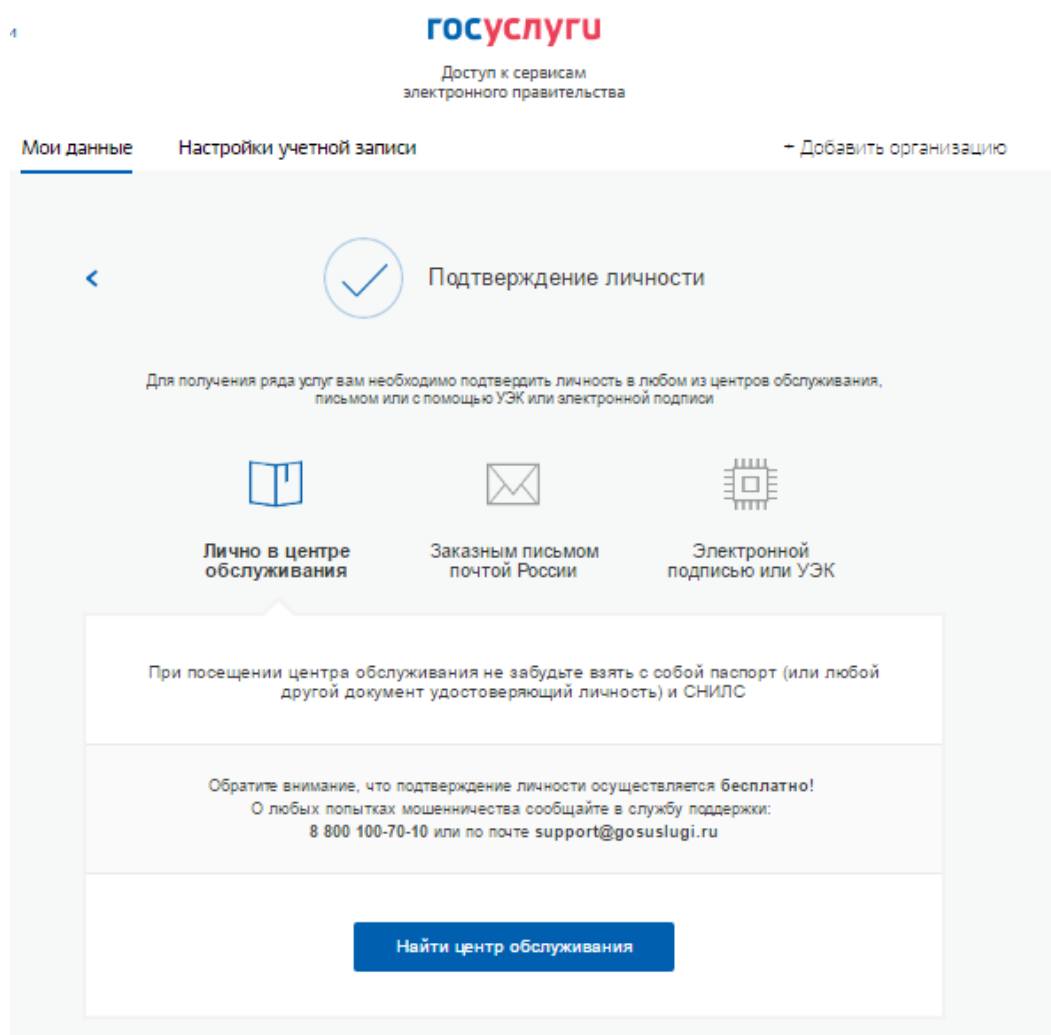 и
госуслуги
Доступ к сервисам
электронного правительства
Мои данные Настройки учетной записи + Добавить организацию
Подтверждение личности
Для получения ряда услуг вам необходимо подтвердить личность в любом из центров обслуживания,
письмом или с помощью УЭК или электронной подписи
Лично в центре
обслуживания
Заказным письмом
почтой России
Электронной
подписью или УЭК
При посещении центра обслуживания не забудьте взять с собой паспорт (или любой
другой документ удостоверяющий личность) и СНИЛС
Обратите внимание, что подтверждение личности осуществляется бесплатно!
О любых попытках мошенничества сообщайте в службу поддержки:
8 800 100-70-10 или по почте support@gosuslugi.ru
Найти центр обслуживания